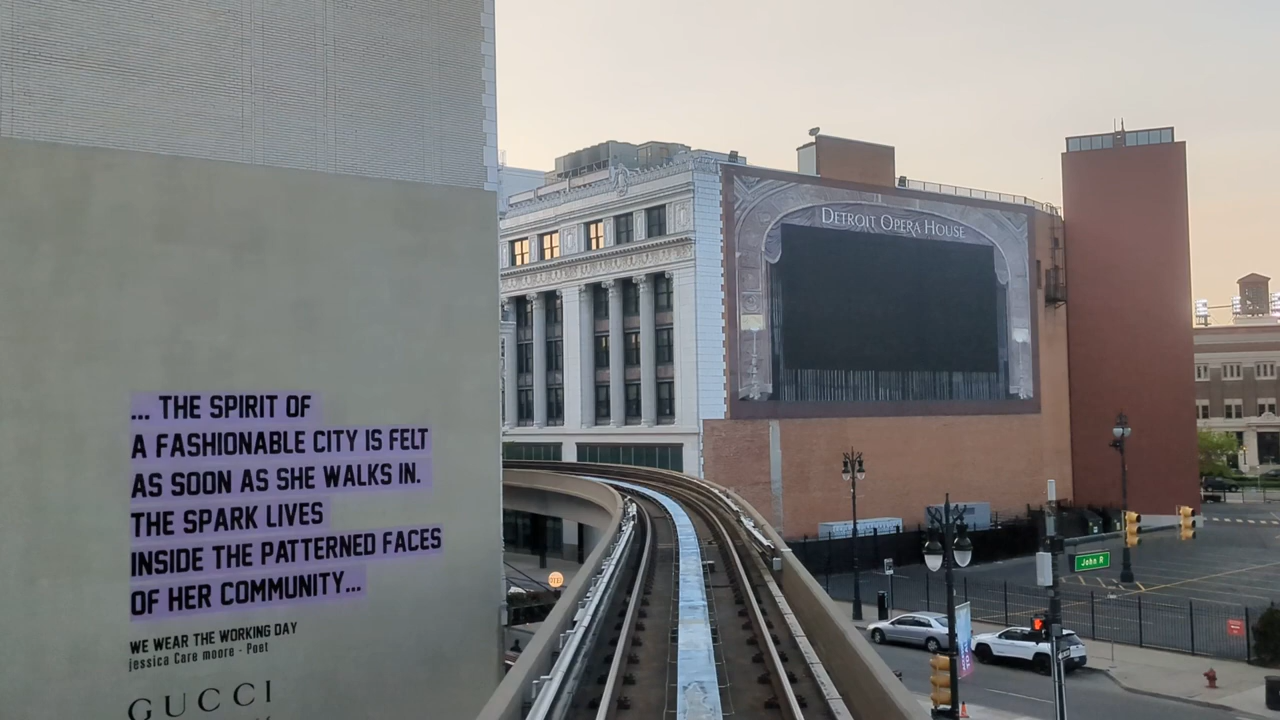 ... THE SPIRIT OF
A FASHIONABLE CITY IS FELT
AS SOON AS SHE WALKS IN.
THE SPARK LIVES
INSIDE THE PATTERNED FACES
OF HER COMMUNITY...
WE WEAR THE WORKING DAY
jessica Care moore - Poet
GUCCI
DETROIT OPERA HOUSE
John R